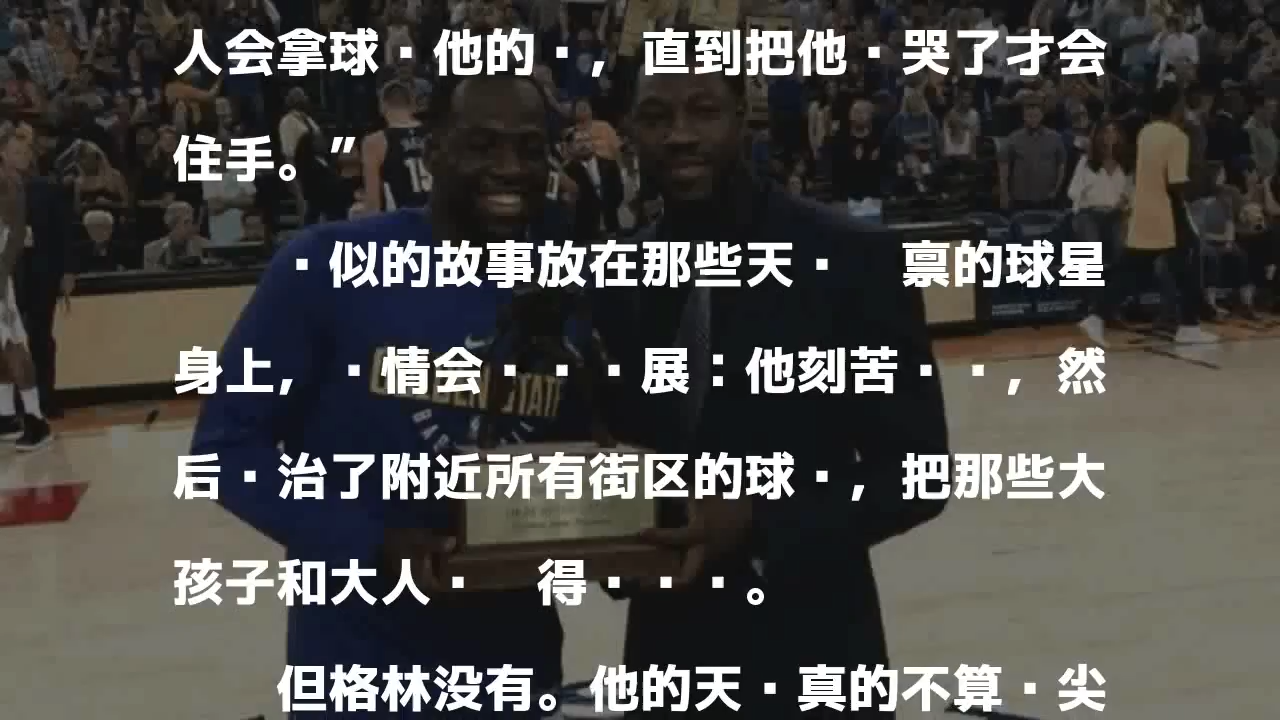 人会拿球·他的·，直到把他·哭了才会
住手。”
·似的故事放在那些天·　禀的球星
身上，·情会···展：他刻苦··，然
后·治了附近所有街区的球·，把那些大
孩子和大人·　得···。
但格林没有。他的天·真的不算·尖